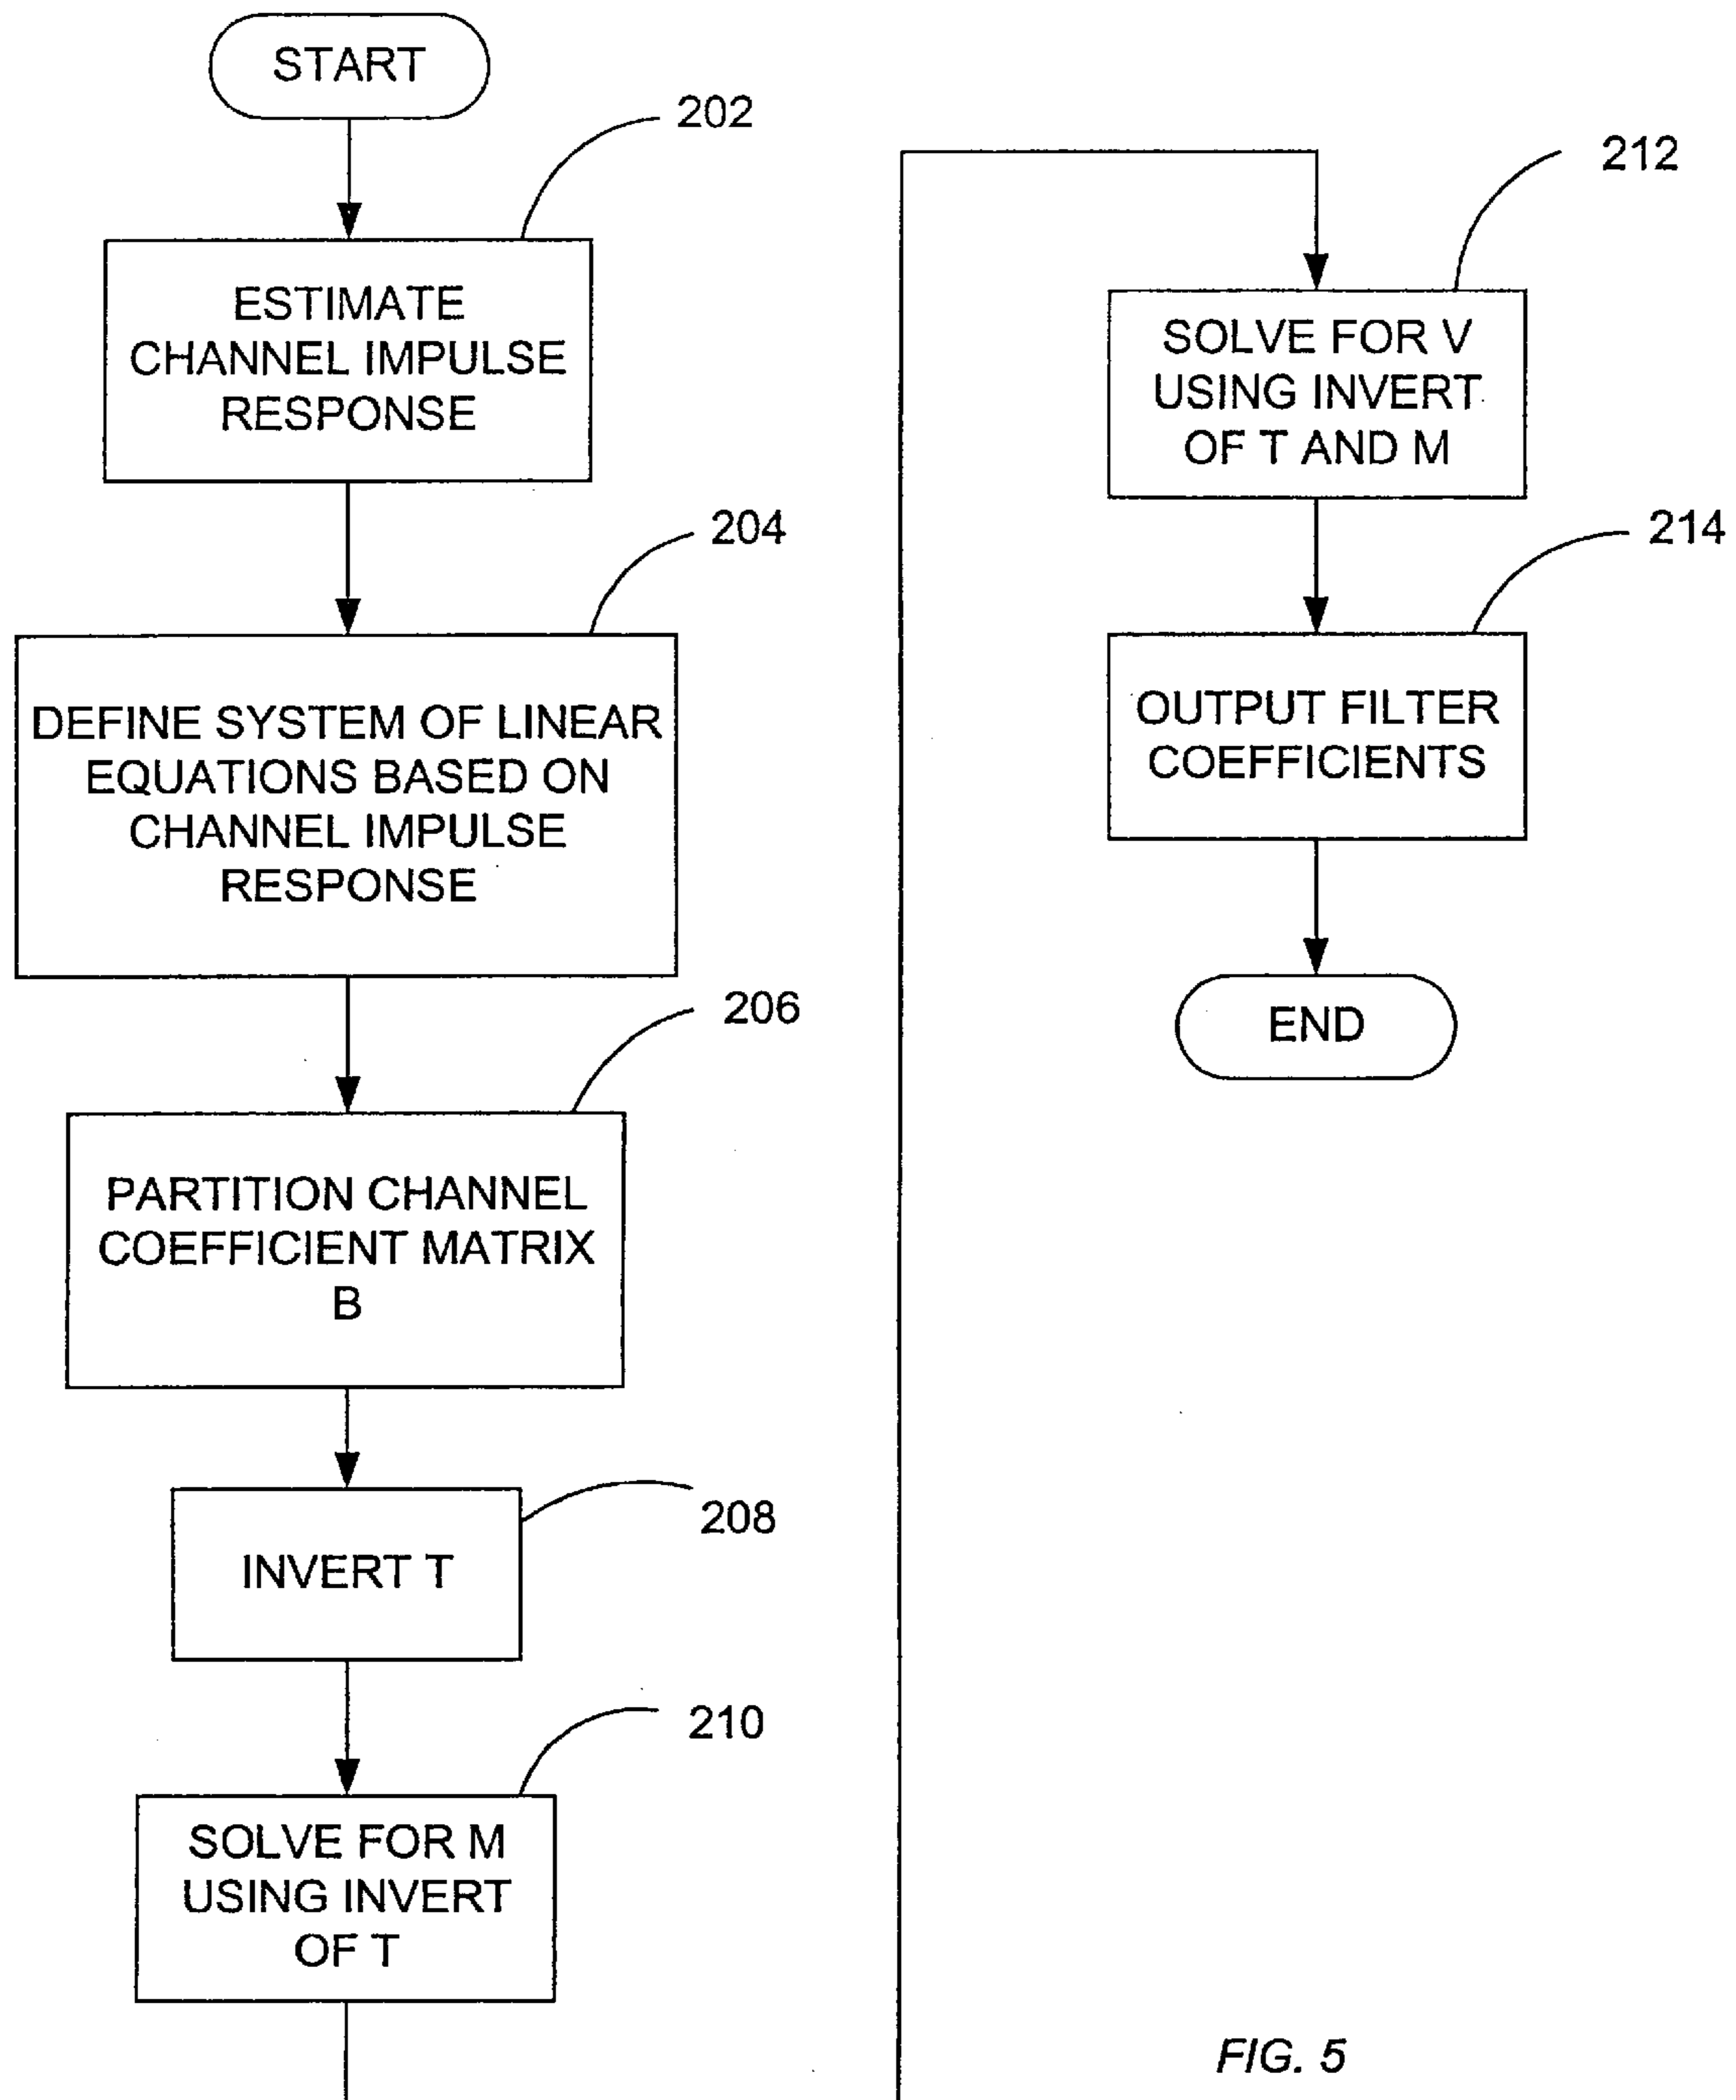 START
202
ESTIMATE
CHANNEL IMPULSE
RESPONSE
204
DEFINE SYSTEM OF LINEAR
EQUATIONS BASED ON
CHANNEL IMPULSE
RESPONSE
206
PARTITION CHANNEL
COEFFICIENT MATRIX
B
208
INVERT T
210
SOLVE FOR M
USING INVERT
OF T
212
SOLVE FOR V
USING INVERT
OF T AND M
214
OUTPUT FILTER
COEFFICIENTS
END
FIG. 5